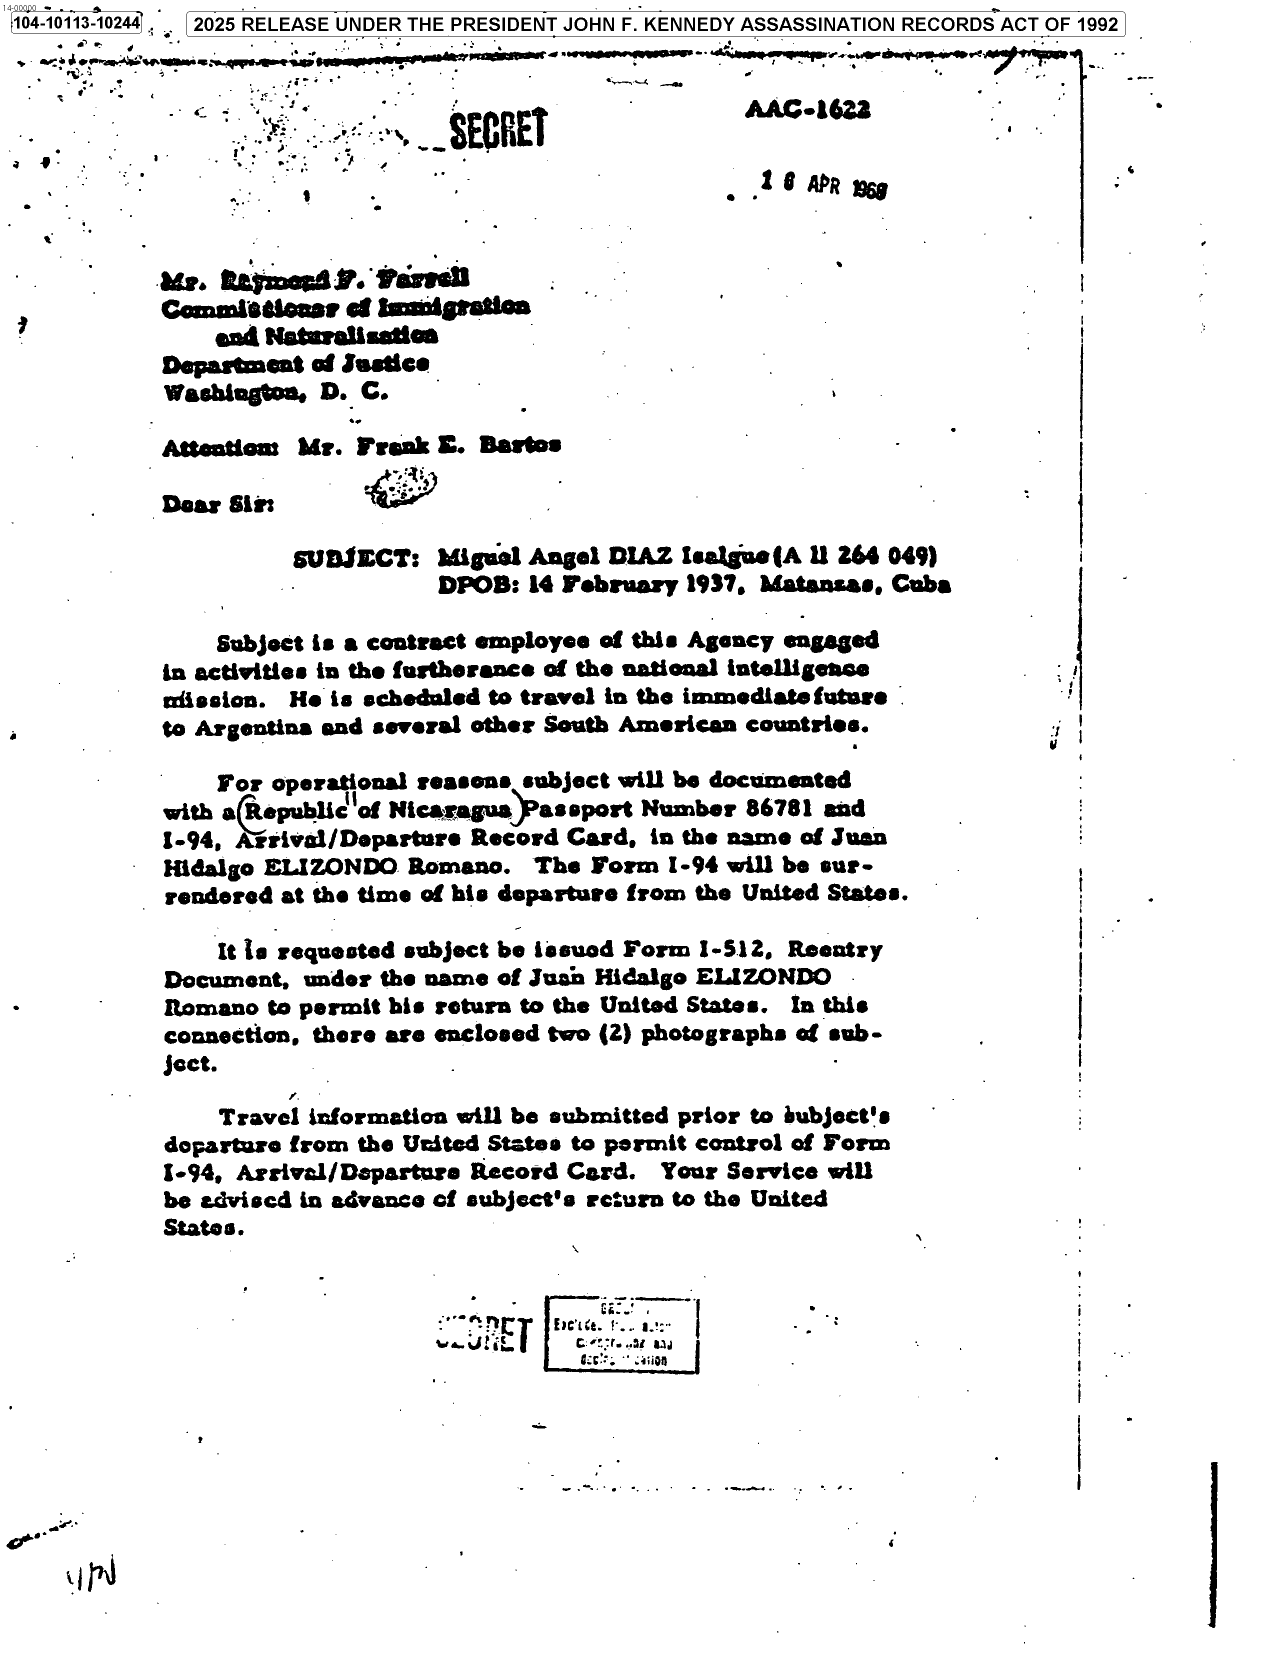 14-00000
104-10113-10244
2025 RELEASE UNDER THE PRESIDENT JOHN F. KENNEDY ASSASSINATION RECORDS ACT OF 1992
SECRET
AAC-1622
APR 1968
Mr. Raymond F. Farrell
Commissioner of Immigration
and Naturalization
Department of Justice
Washington, D. C.
Attention: Mr. Frank E. Bartos
Dear Sir:
SUBJECT: Miguel Angel DIAZ Isalgue (A 11 264 049)
DPOB: 14 February 1937, Matanzas, Cuba
Subject is a contract employee of this Agency engaged
in activities in the furtherance of the national intelligence
mission. He is scheduled to travel in the immediate future
to Argentina and several other South American countries.
For operational reasons subject will be documented
with a Republic of Nicaragua Passport Number 86781 and
I-94, Arrival/Departure Record Card, in the name of Juan
Hidalgo ELIZONDO Romano. The Form I-94 will be sur-
rendered at the time of his departure from the United States.
It is requested subject be issued Form I-512, Reentry
Document, under the name of Juan Hidalgo ELIZONDO
Romano to permit his return to the United States. In this
connection, there are enclosed two (2) photographs of sub-
ject.
Travel information will be submitted prior to subject's
departure from the United States to permit control of Form
I-94, Arrival/Departure Record Card. Your Service will
be advised in advance of subject's return to the United
States.
SECRET
and